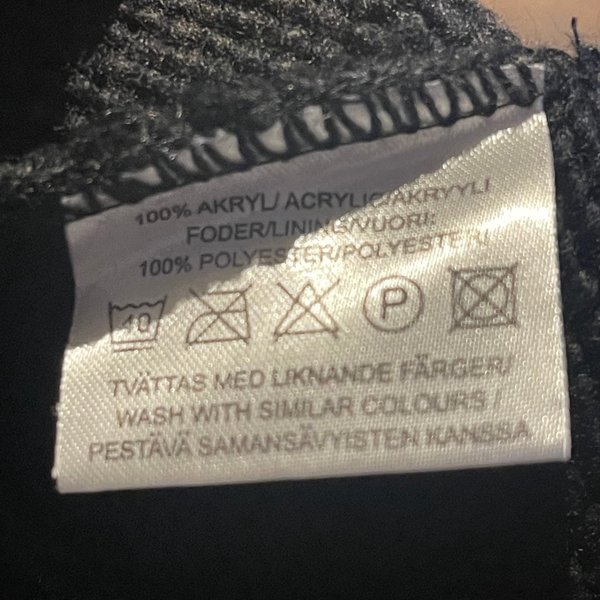 100% AKRYL/ ACRYLIC/AKRYYLI
FODER/LINING/VUORI:
100% POLYESTER/POLYESTERI
40 P
TVÄTTAS MED LIKNANDE FÄRGER/
WASH WITH SIMILAR COLOURS /
PESTÄVÄ SAMANSÄVYISTEN KANSSA